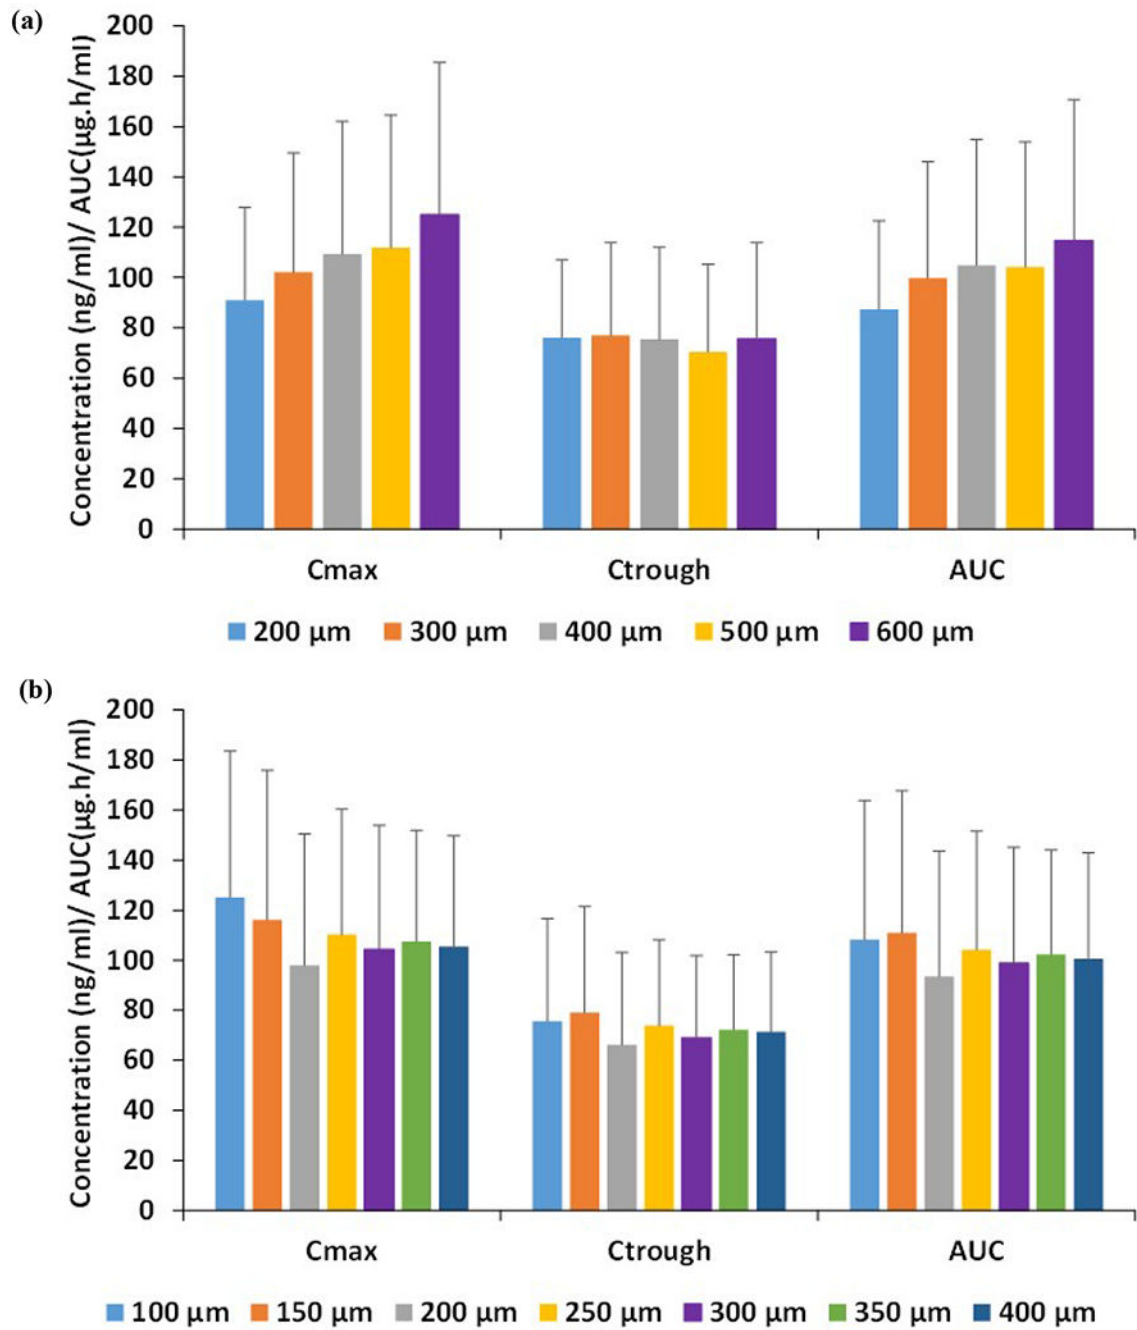 (a)
Concentration (ng/ml)/ AUC(µg.h/ml)
200
180
160
140
120
100
80
60
40
20
0
Cmax Ctrough AUC
200 µm 300 µm 400 µm 500 µm 600 µm
(b)
Concentration (ng/ml)/ AUC(µg.h/ml)
200
180
160
140
120
100
80
60
40
20
0
Cmax Ctrough AUC
100 µm 150 µm 200 µm 250 µm 300 µm 350 µm 400 µm